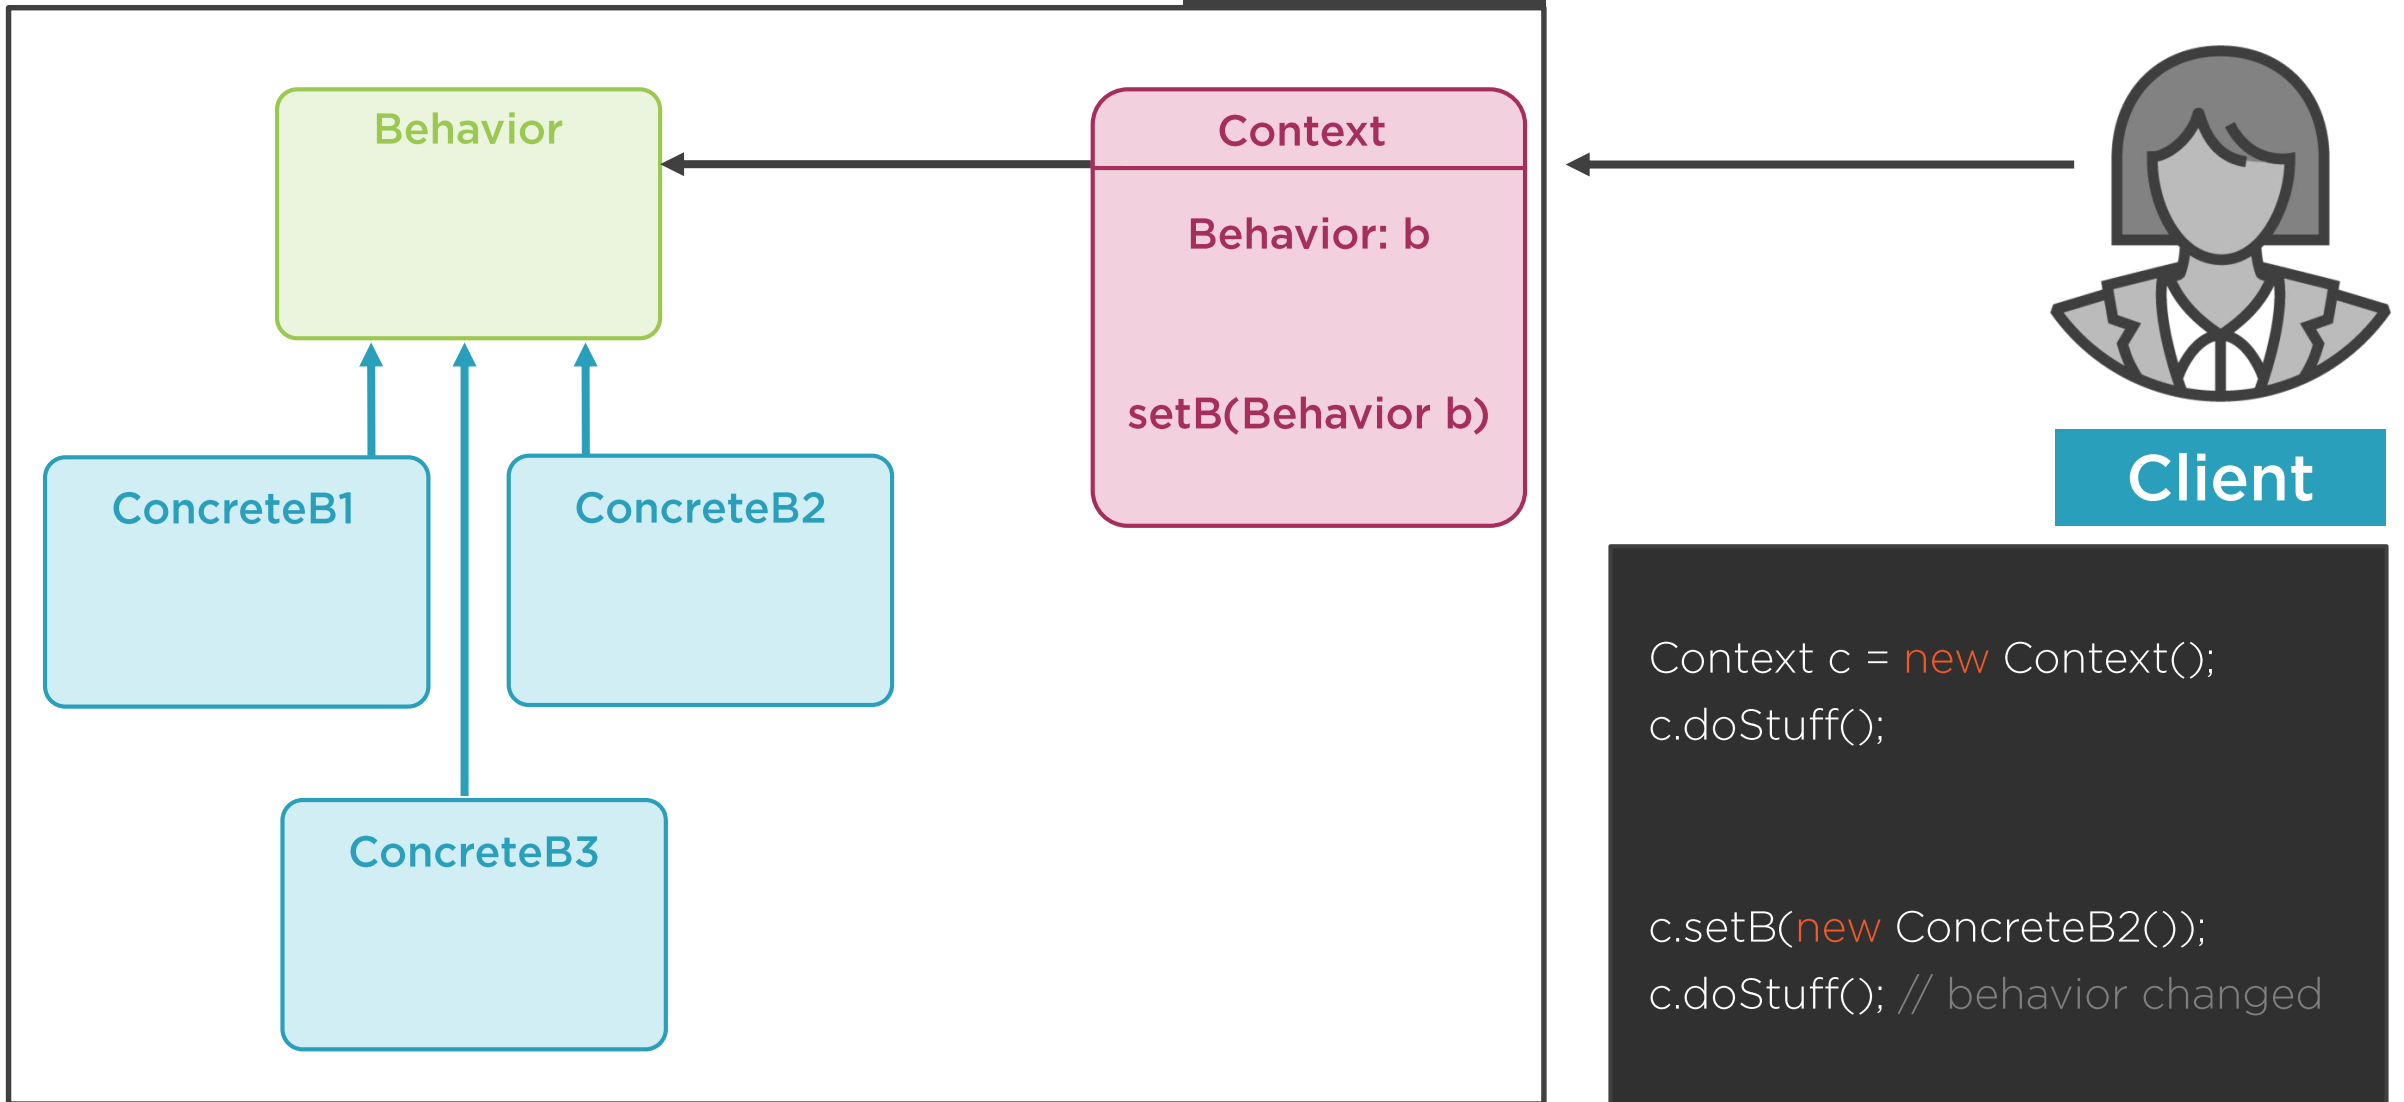 Behavior
Context
Behavior: b
setB(Behavior b)
ConcreteB1
ConcreteB2
ConcreteB3
Client
Context c = new Context();
c.doStuff();
c.setB(new ConcreteB2());
c.doStuff(); // behavior changed